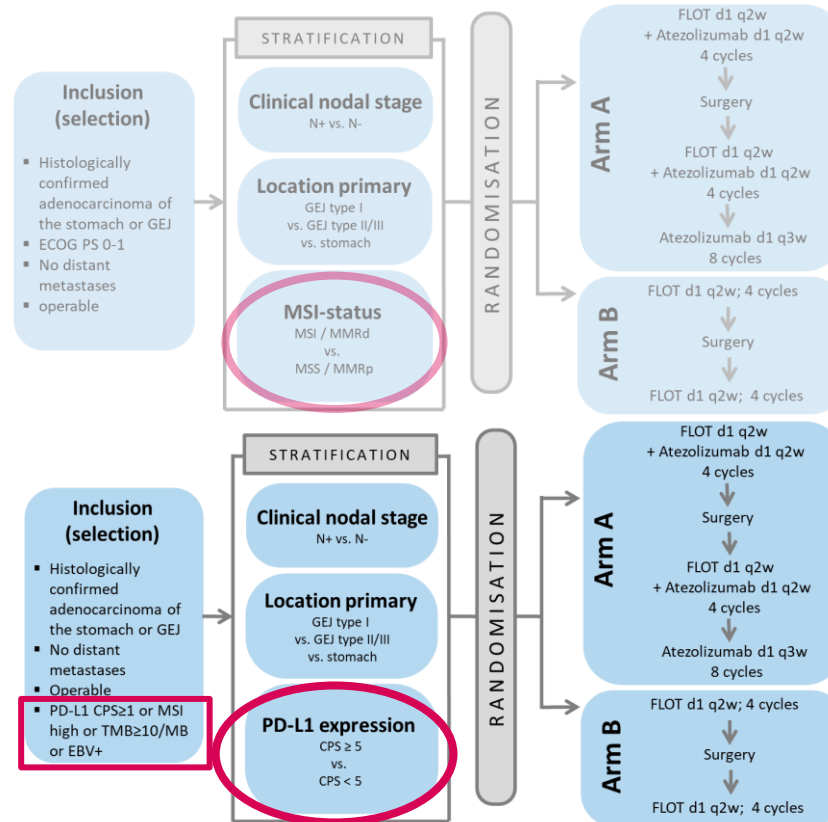 STRATIFICATION
Inclusion
(selection)
▪ Histologically
confirmed
adenocarcinoma of
the stomach or GEJ
▪ ECOG PS 0-1
▪ No distant
metastases
▪ operable
Clinical nodal stage
N+ vs. N-
Location primary
GEJ type I
vs. GEJ type II/III
vs. stomach
MSI-status
MSI / MMRd
vs.
MSS / MMRp
RANDOMISATION
Arm A
FLOT d1 q2w
+ Atezolizumab d1 q2w
4 cycles
Surgery
FLOT d1 q2w
+ Atezolizumab d1 q2w
4 cycles
Atezolizumab d1 q3w
8 cycles
Arm B
FLOT d1 q2w; 4 cycles
Surgery
FLOT d1 q2w; 4 cycles
STRATIFICATION
Inclusion
(selection)
▪ Histologically
confirmed
adenocarcinoma of
the stomach or GEJ
▪ No distant
metastases
▪ Operable
▪ PD-L1 CPS≥1 or MSI
high or TMB≥10/MB
or EBV+
Clinical nodal stage
N+ vs. N-
Location primary
GEJ type I
vs. GEJ type II/III
vs. stomach
PD-L1 expression
CPS ≥ 5
vs.
CPS < 5
RANDOMISATION
Arm A
FLOT d1 q2w
+ Atezolizumab d1 q2w
4 cycles
Surgery
FLOT d1 q2w
+ Atezolizumab d1 q2w
4 cycles
Atezolizumab d1 q3w
8 cycles
Arm B
FLOT d1 q2w; 4 cycles
Surgery
FLOT d1 q2w; 4 cycles